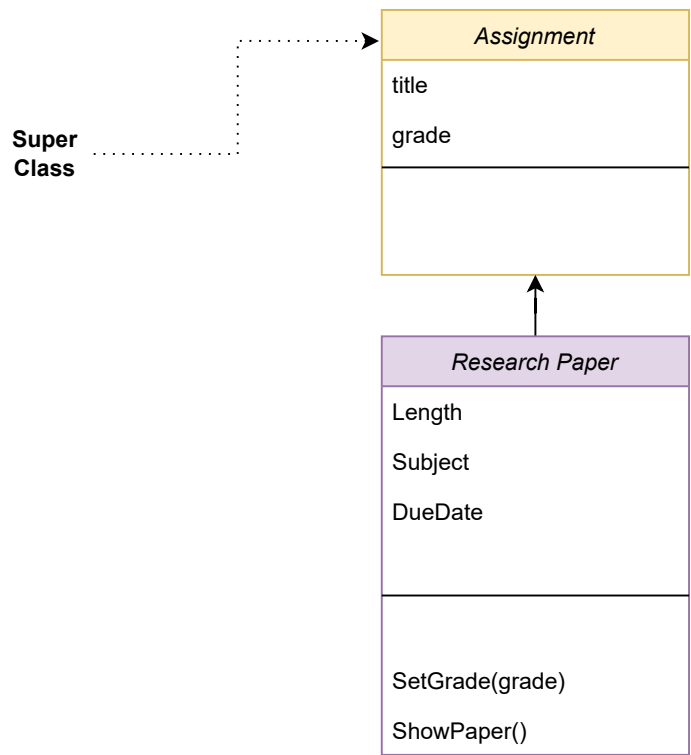 Assignment
title
grade
Super
Class
Research Paper
Length
Subject
DueDate
SetGrade(grade)
ShowPaper()